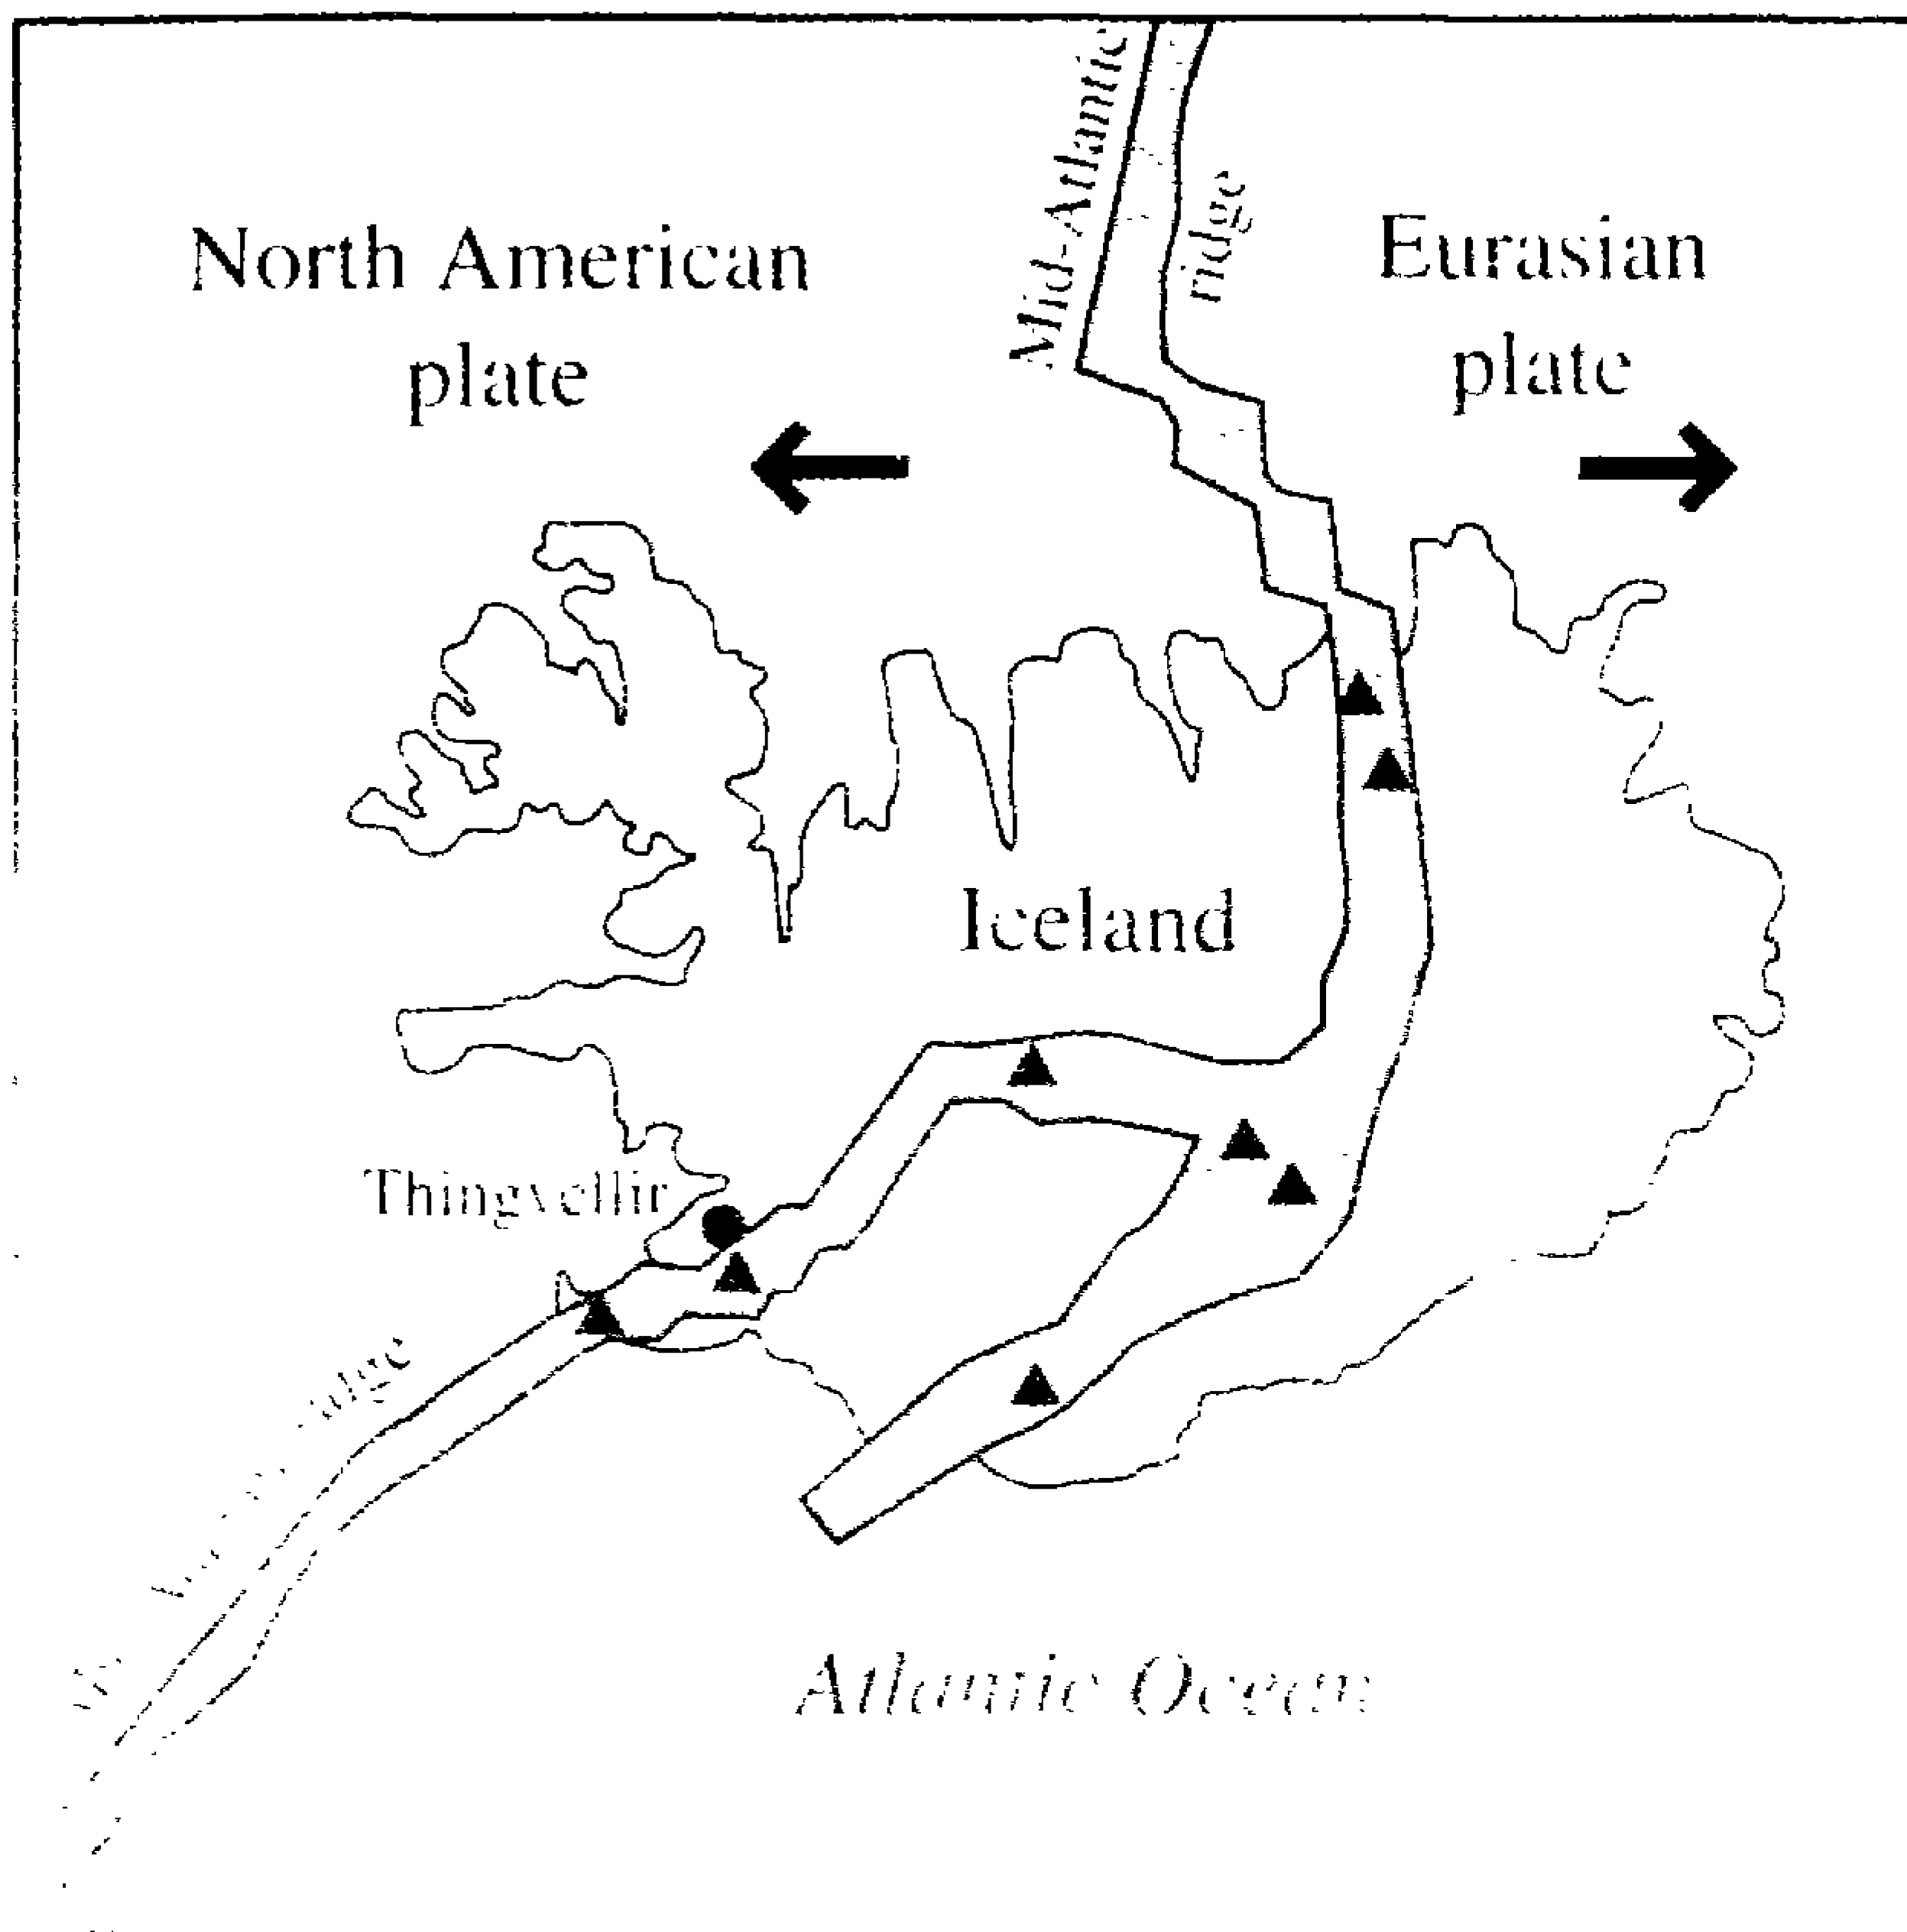 Mid-Atlantic
ridge
North American
plate
Eurasian
plate
Iceland
Thingvellir
Atlantic Ocean